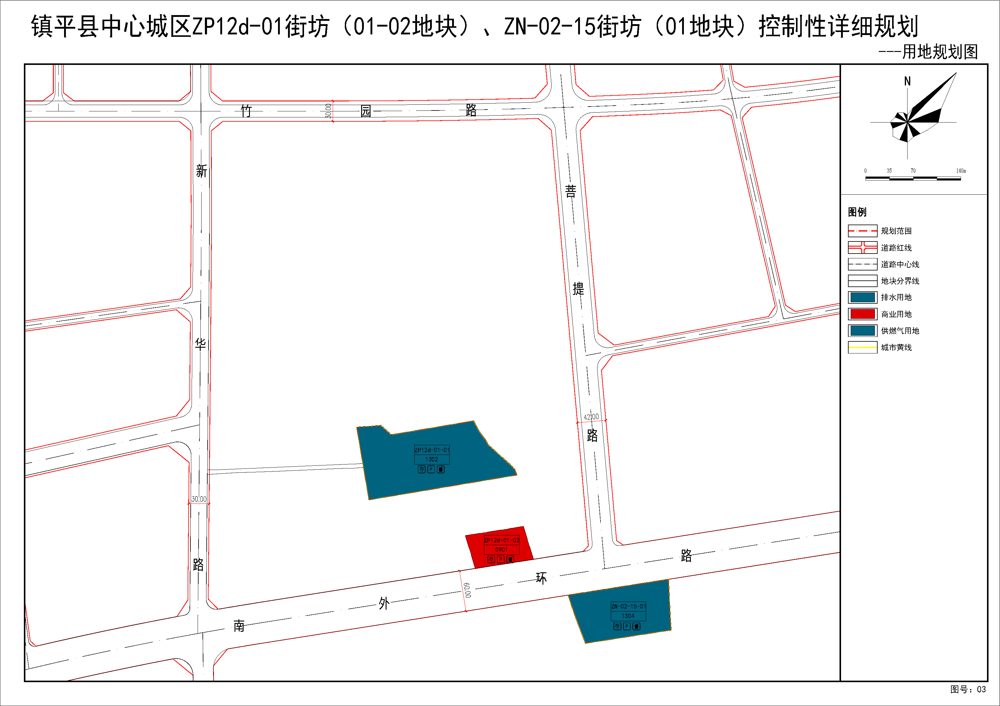 镇平县中心城区ZP12d-01街坊（01-02地块）、ZN-02-15街坊（01地块）控制性详细规划
---用地规划图
N
0 35 70 140m
图例
规划范围
道路红线
道路中心线
地块分界线
排水用地
商业用地
供燃气用地
城市黄线
竹园路
30.00
新华路
30.00
菩提路
42.00
ZP12d-01-01
1302
存 P
ZP12d-01-02
0901
存 P
南外环路
60.00
ZN-02-15-01
1304
存 P
图号：03